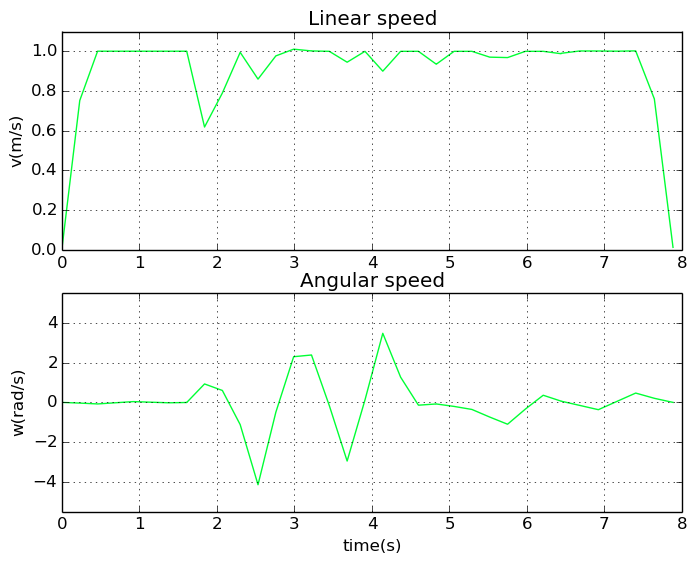 Linear speed
1.0
0.8
0.6
0.4
0.2
0.0
v(m/s)
0 1 2 3 4 5 6 7 8
Angular speed
4
2
0
−2
−4
w(rad/s)
0 1 2 3 4 5 6 7 8
time(s)